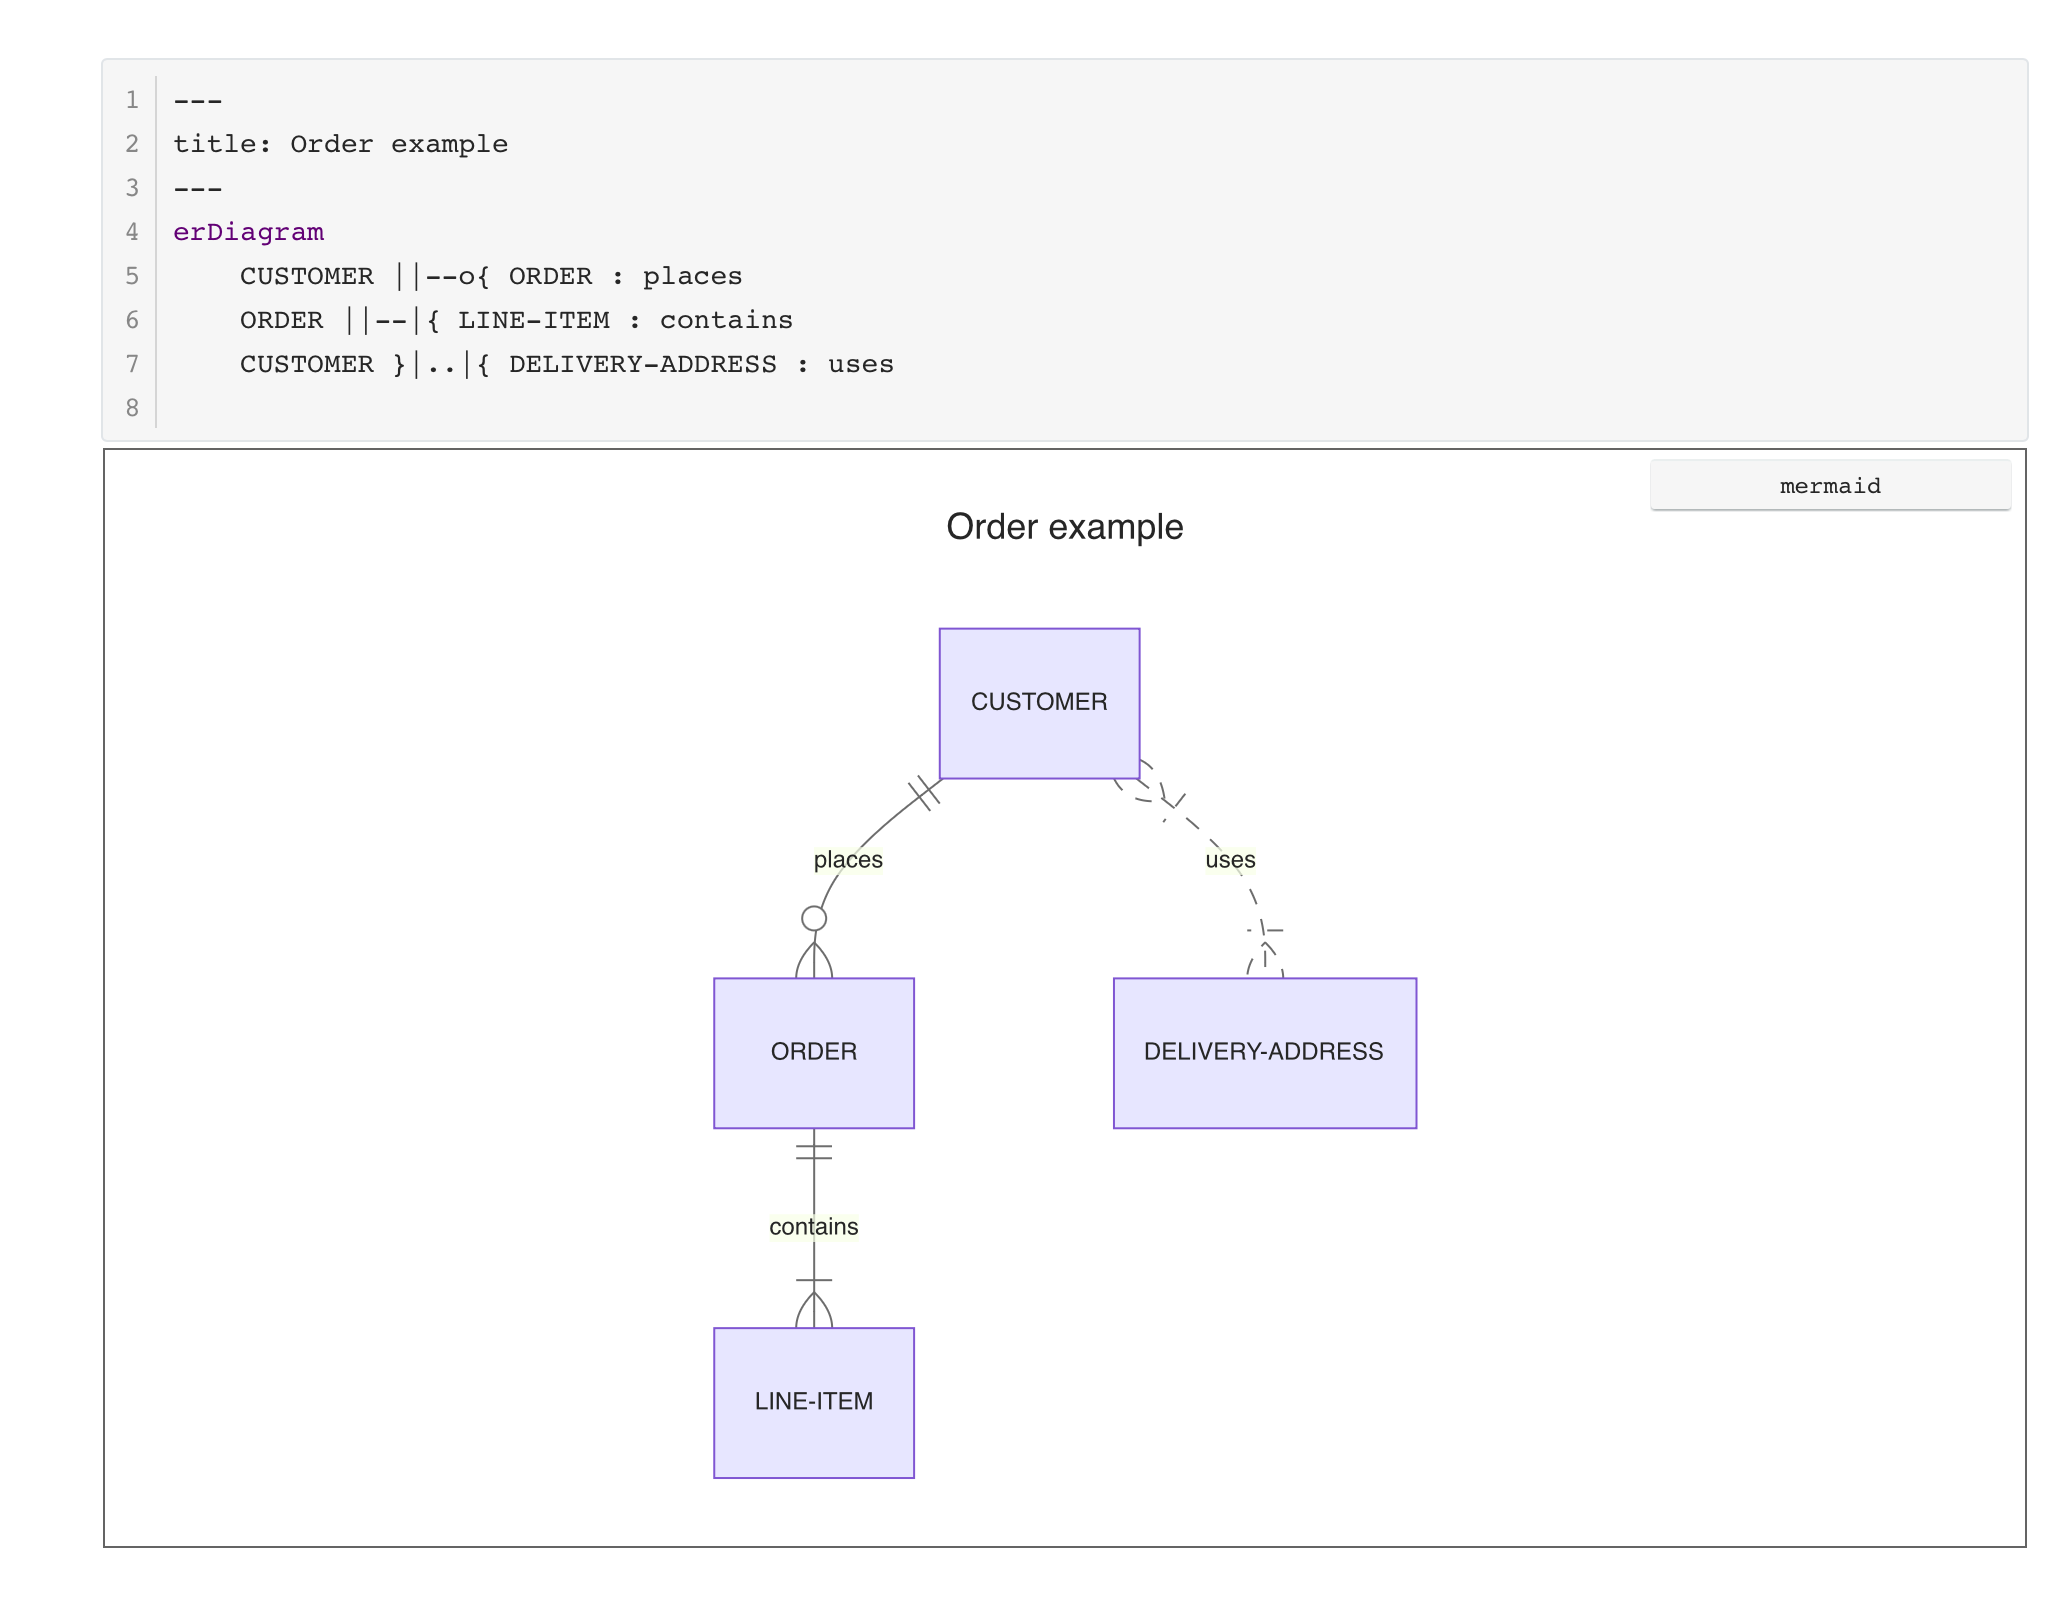 1 ---
2 title: Order example
3 ---
4 erDiagram
5     CUSTOMER ||--o{ ORDER : places
6     ORDER ||--|{ LINE-ITEM : contains
7     CUSTOMER }|..|{ DELIVERY-ADDRESS : uses
8
mermaid
Order example
CUSTOMER
places
uses
ORDER
DELIVERY-ADDRESS
contains
LINE-ITEM